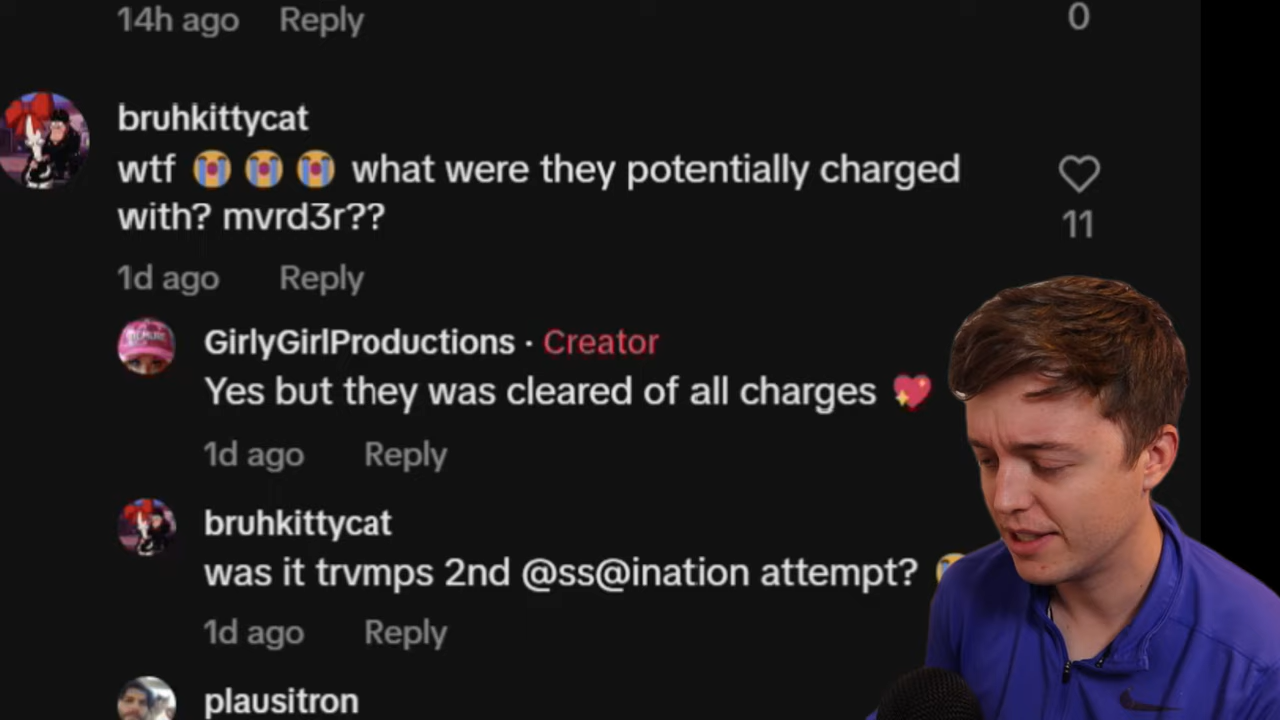 14h ago Reply 0
bruhkittycat
wtf 😭 😭 😭 what were they potentially charged
with? mvrd3r??
11
1d ago Reply
GirlyGirlProductions · Creator
Yes but they was cleared of all charges 💖
1d ago Reply
bruhkittycat
was it trvmps 2nd @ss@ination attempt? 😭
1d ago Reply
plausitron